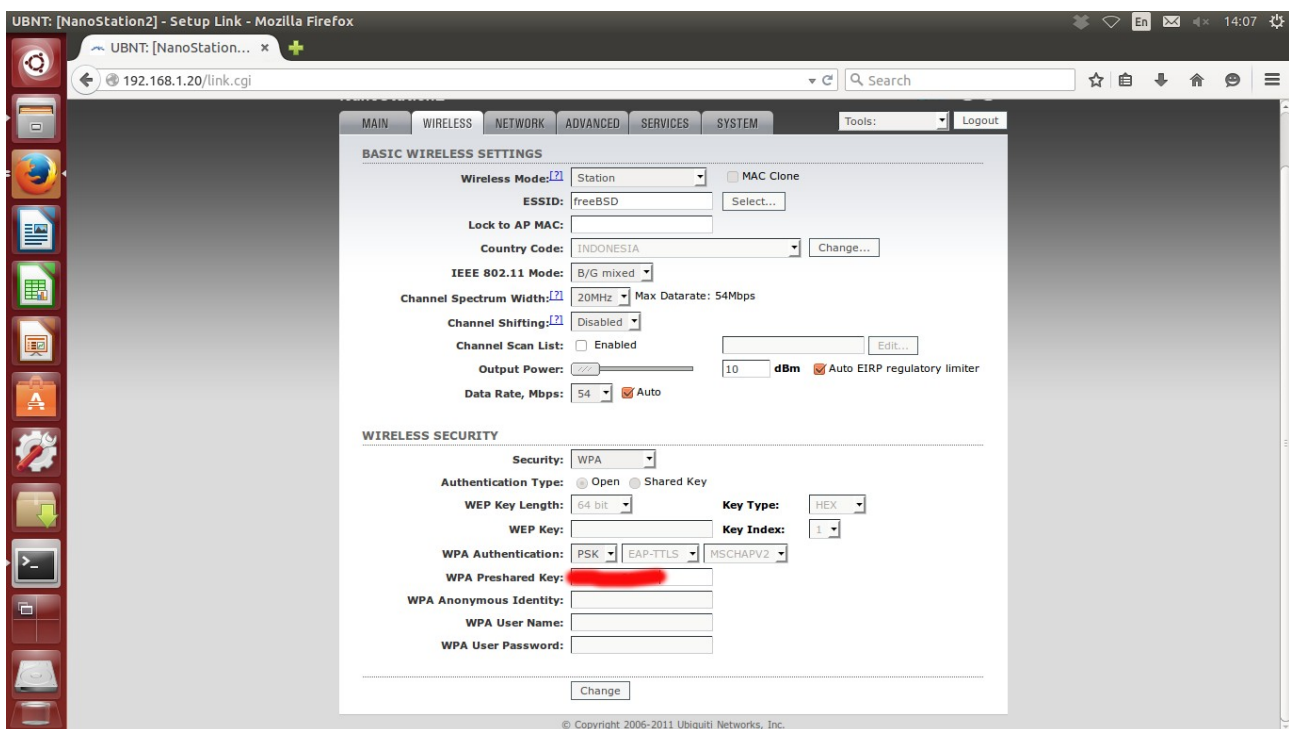 UBNT: [NanoStation2] - Setup Link - Mozilla Firefox En 14:07
UBNT: [NanoStation... ×
192.168.1.20/link.cgi Search
NanoStation2
MAIN WIRELESS NETWORK ADVANCED SERVICES SYSTEM Tools: Logout
BASIC WIRELESS SETTINGS
Wireless Mode:[?] Station MAC Clone
ESSID: freeBSD Select...
Lock to AP MAC:
Country Code: INDONESIA Change...
IEEE 802.11 Mode: B/G mixed
Channel Spectrum Width:[?] 20MHz Max Datarate: 54Mbps
Channel Shifting:[?] Disabled
Channel Scan List: Enabled Edit...
Output Power: 10 dBm Auto EIRP regulatory limiter
Data Rate, Mbps: 54 Auto
WIRELESS SECURITY
Security: WPA
Authentication Type: Open Shared Key
WEP Key Length: 64 bit Key Type: HEX
WEP Key: Key Index: 1
WPA Authentication: PSK EAP-TTLS MSCHAPV2
WPA Preshared Key:
WPA Anonymous Identity:
WPA User Name:
WPA User Password:
Change
© Copyright 2006-2011 Ubiquiti Networks, Inc.